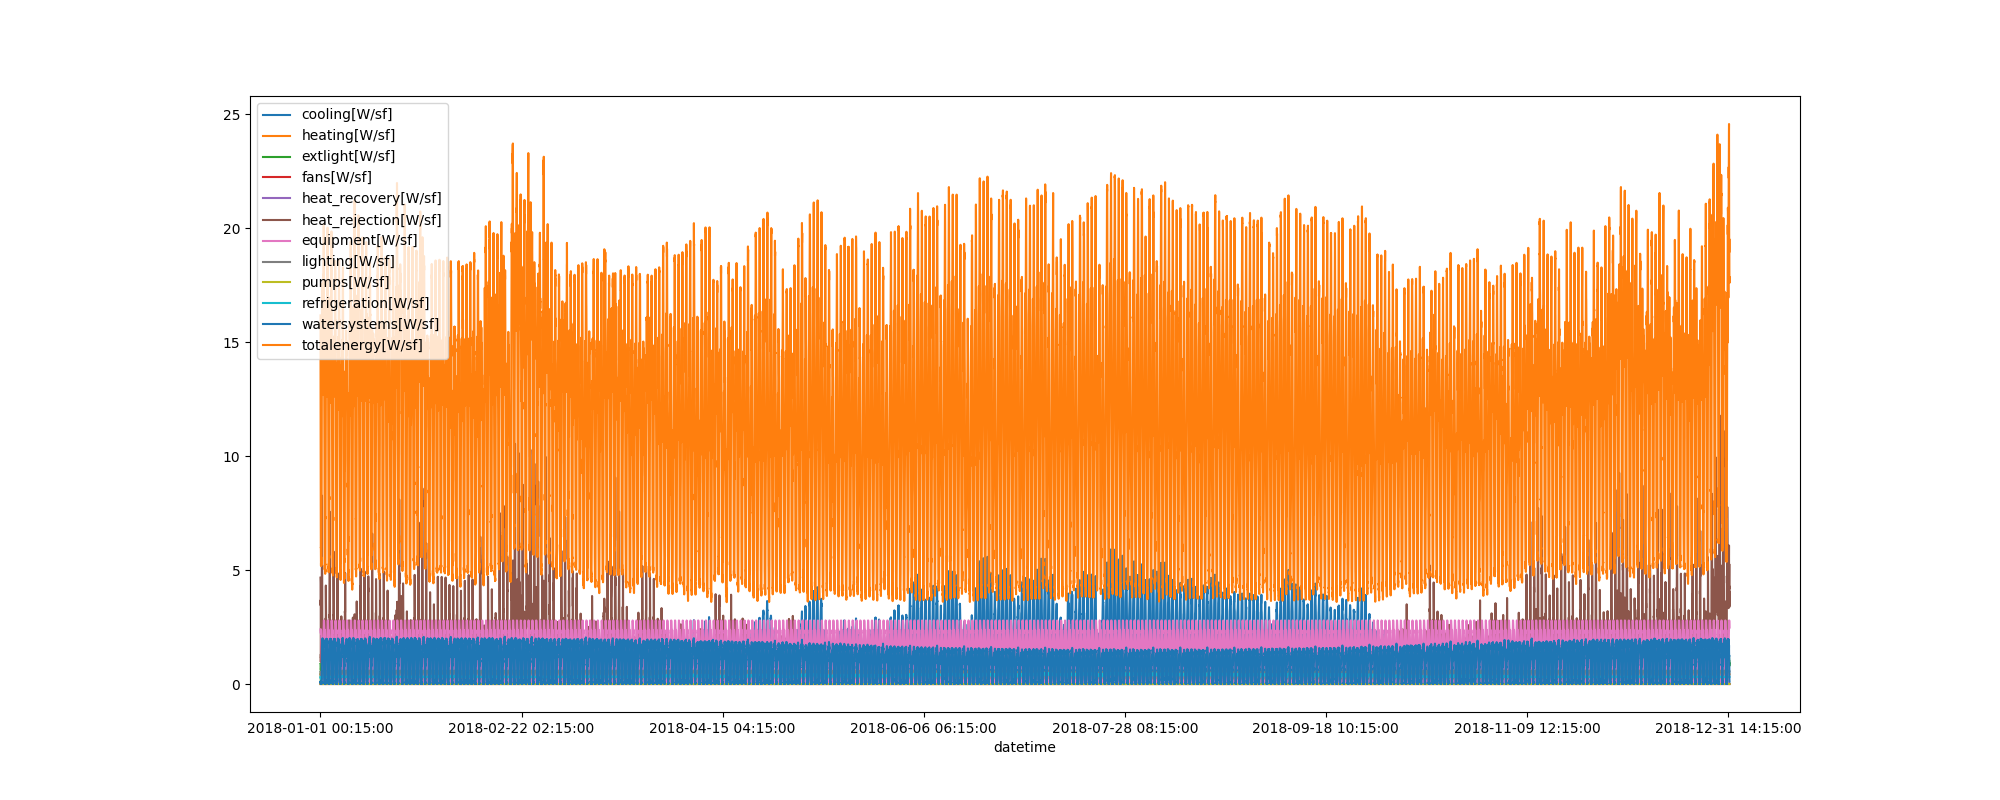 25
20
15
10
5
0
cooling[W/sf]
heating[W/sf]
extlight[W/sf]
fans[W/sf]
heat_recovery[W/sf]
heat_rejection[W/sf]
equipment[W/sf]
lighting[W/sf]
pumps[W/sf]
refrigeration[W/sf]
watersystems[W/sf]
totalenergy[W/sf]
2018-01-01 00:15:00 2018-02-22 02:15:00 2018-04-15 04:15:00 2018-06-06 06:15:00 2018-07-28 08:15:00 2018-09-18 10:15:00 2018-11-09 12:15:00 2018-12-31 14:15:00
datetime